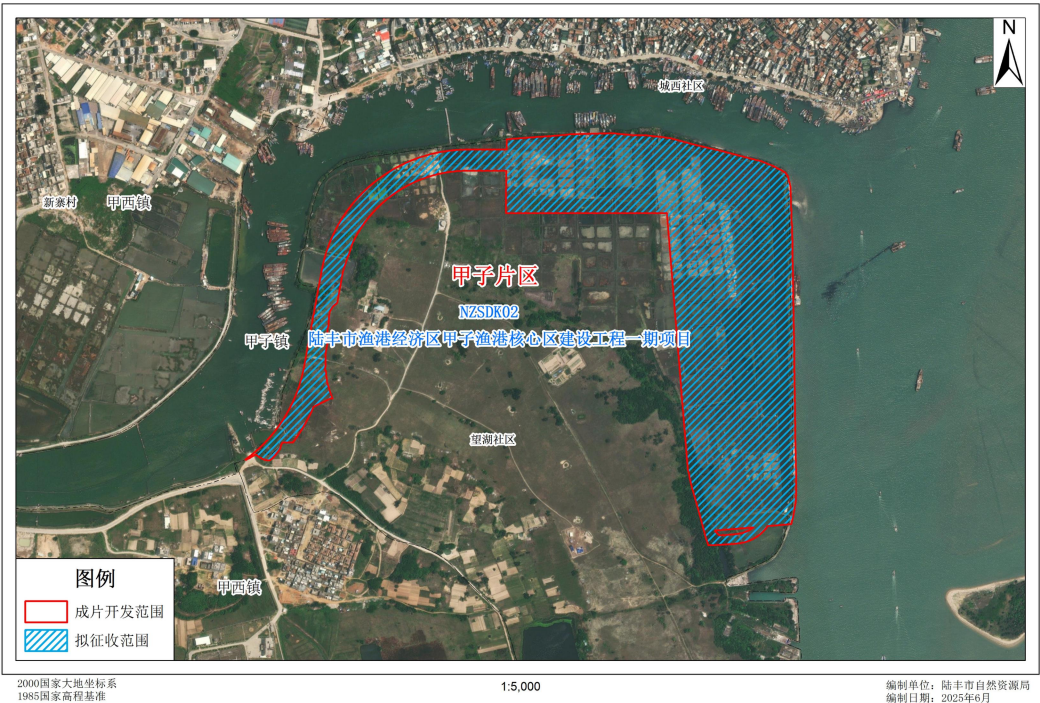 N
城西社区
新寨村
甲西镇
甲子片区
NZSDK02
陆丰市渔港经济区甲子渔港核心区建设工程一期项目
甲子镇
望湖社区
甲西镇
图例
成片开发范围
拟征收范围
2000国家大地坐标系
1985国家高程基准
1:5,000
编制单位：陆丰市自然资源局
编制日期：2025年6月